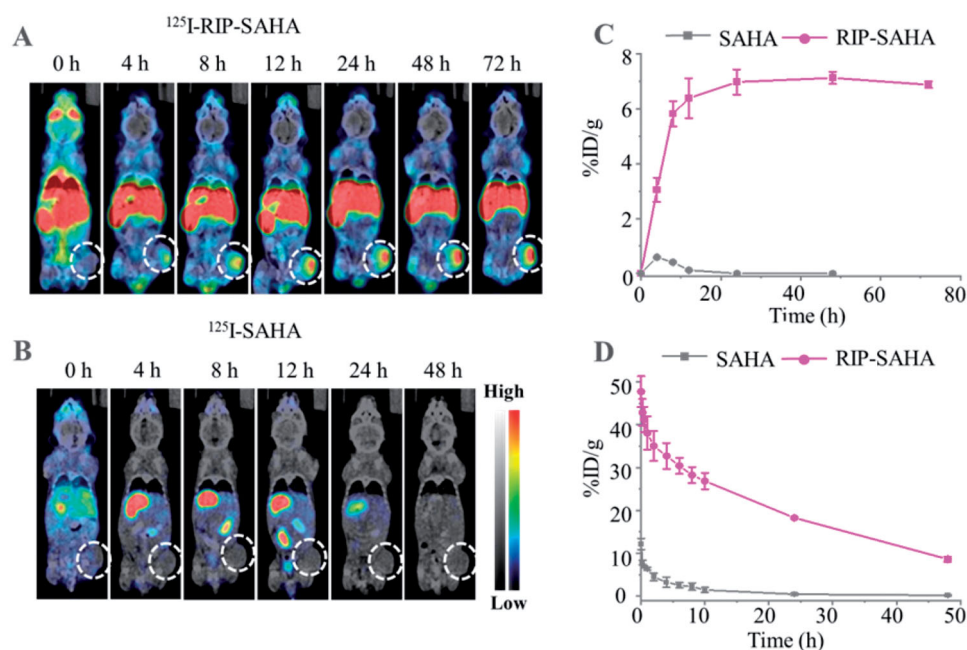 A
¹²⁵I-RIP-SAHA
0 h 4 h 8 h 12 h 24 h 48 h 72 h
B
¹²⁵I-SAHA
0 h 4 h 8 h 12 h 24 h 48 h
High
Low
C
SAHA RIP-SAHA
%ID/g
8
6
4
2
0
0 20 40 60 80
Time (h)
D
SAHA RIP-SAHA
%ID/g
50
40
30
20
10
0
0 10 20 30 40 50
Time (h)